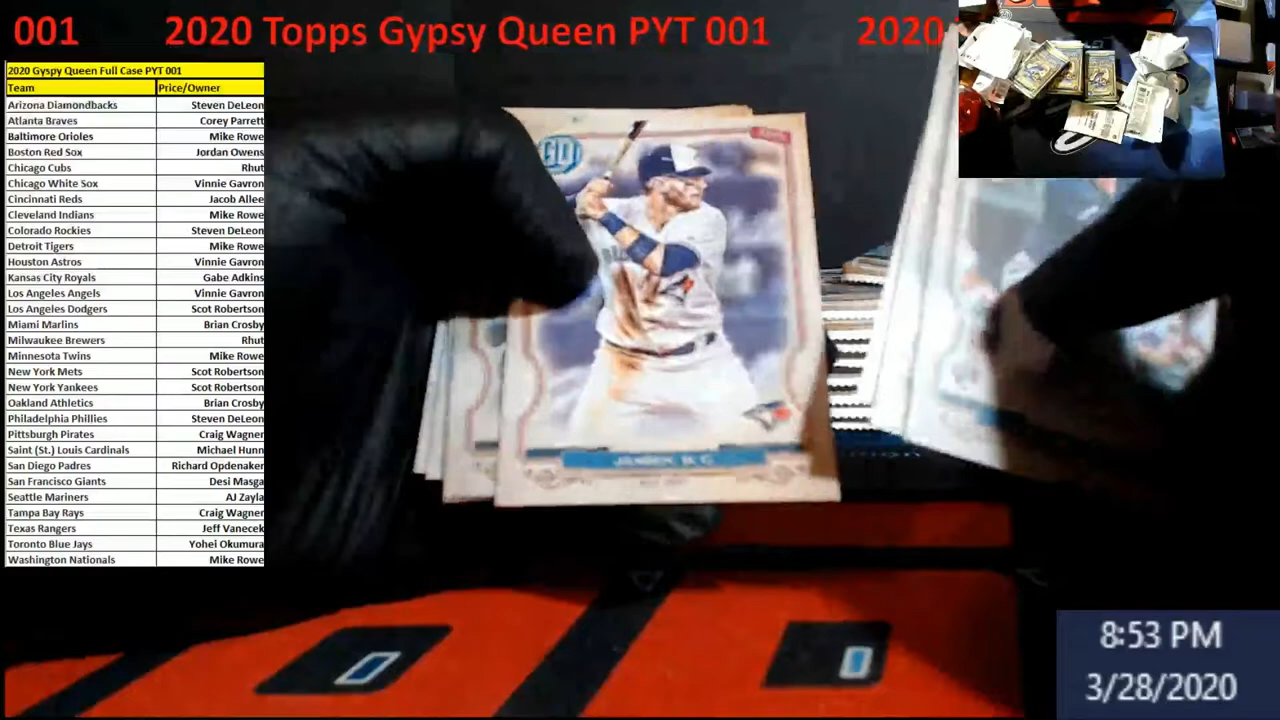 001 2020 Topps Gypsy Queen PYT 001 2020
2020 Gyspy Queen Full Case PYT 001
Team Price/Owner
Arizona Diamondbacks Steven DeLeon
Atlanta Braves Corey Parrett
Baltimore Orioles Mike Rowe
Boston Red Sox Jordan Owens
Chicago Cubs Rhut
Chicago White Sox Vinnie Gavron
Cincinnati Reds Jacob Allee
Cleveland Indians Mike Rowe
Colorado Rockies Steven DeLeon
Detroit Tigers Mike Rowe
Houston Astros Vinnie Gavron
Kansas City Royals Gabe Adkins
Los Angeles Angels Vinnie Gavron
Los Angeles Dodgers Scot Robertson
Miami Marlins Brian Crosby
Milwaukee Brewers Rhut
Minnesota Twins Mike Rowe
New York Mets Scot Robertson
New York Yankees Scot Robertson
Oakland Athletics Brian Crosby
Philadelphia Phillies Steven DeLeon
Pittsburgh Pirates Craig Wagner
Saint (St.) Louis Cardinals Michael Hunn
San Diego Padres Richard Opdenaker
San Francisco Giants Desi Masga
Seattle Mariners AJ Zayla
Tampa Bay Rays Craig Wagner
Texas Rangers Jeff Vanecek
Toronto Blue Jays Yohei Okumura
Washington Nationals Mike Rowe
GQ
8:53 PM
3/28/2020